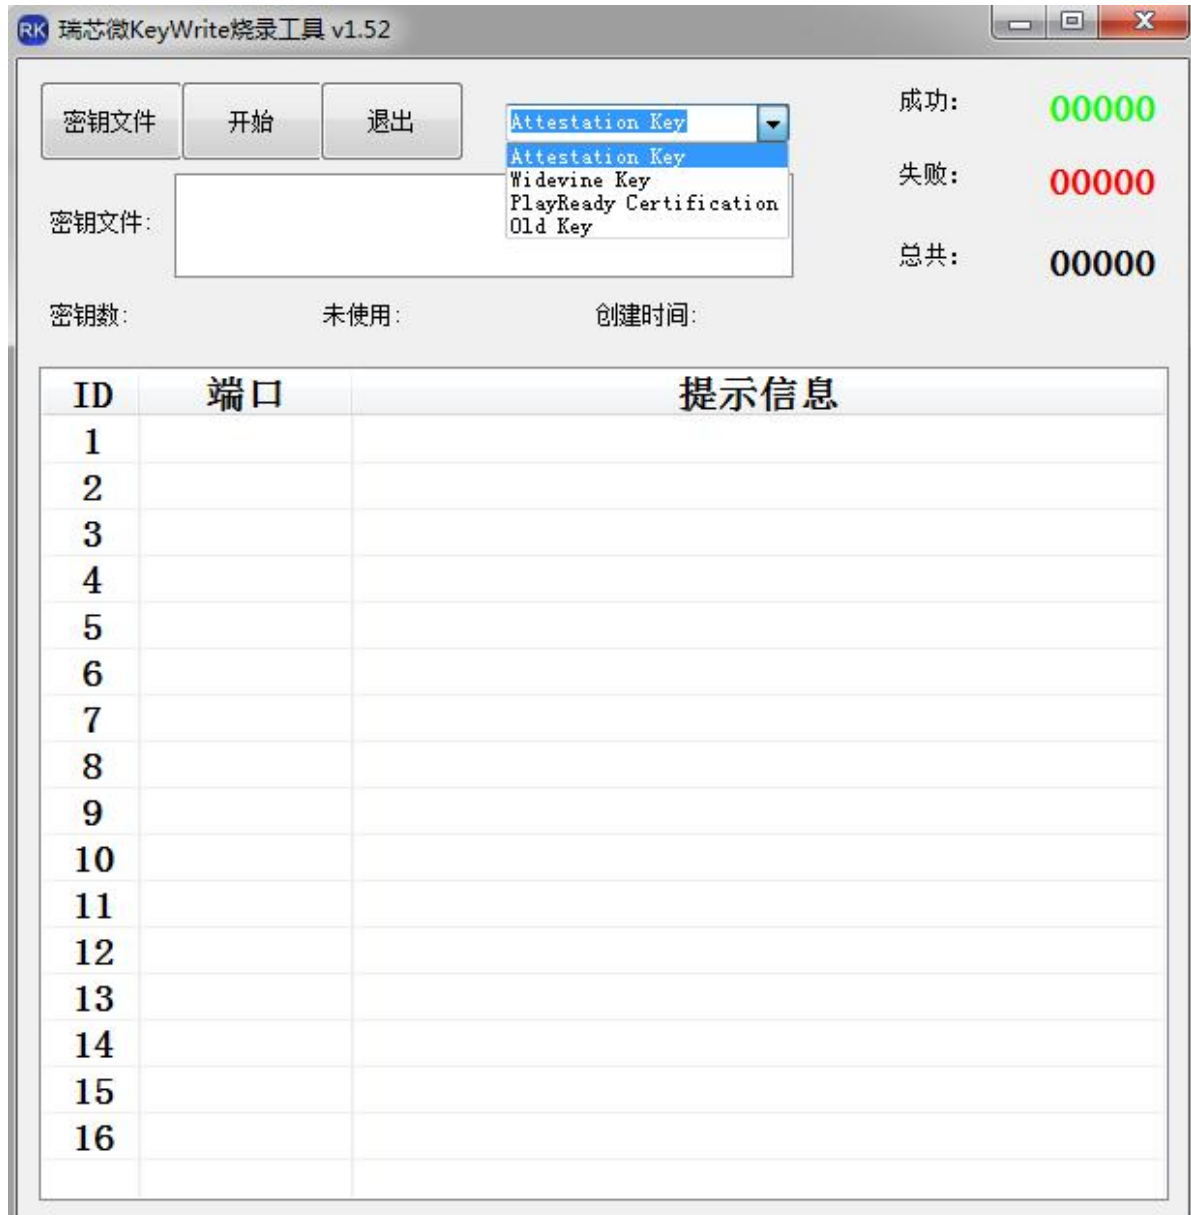 RK 瑞芯微KeyWrite烧录工具 v1.52
密钥文件 开始 退出
Attestation Key
Attestation Key
Widevine Key
PlayReady Certification
Old Key
成功: 00000
失败: 00000
总共: 00000
密钥文件:
密钥数: 未使用: 创建时间:
ID 端口 提示信息
1
2
3
4
5
6
7
8
9
10
11
12
13
14
15
16